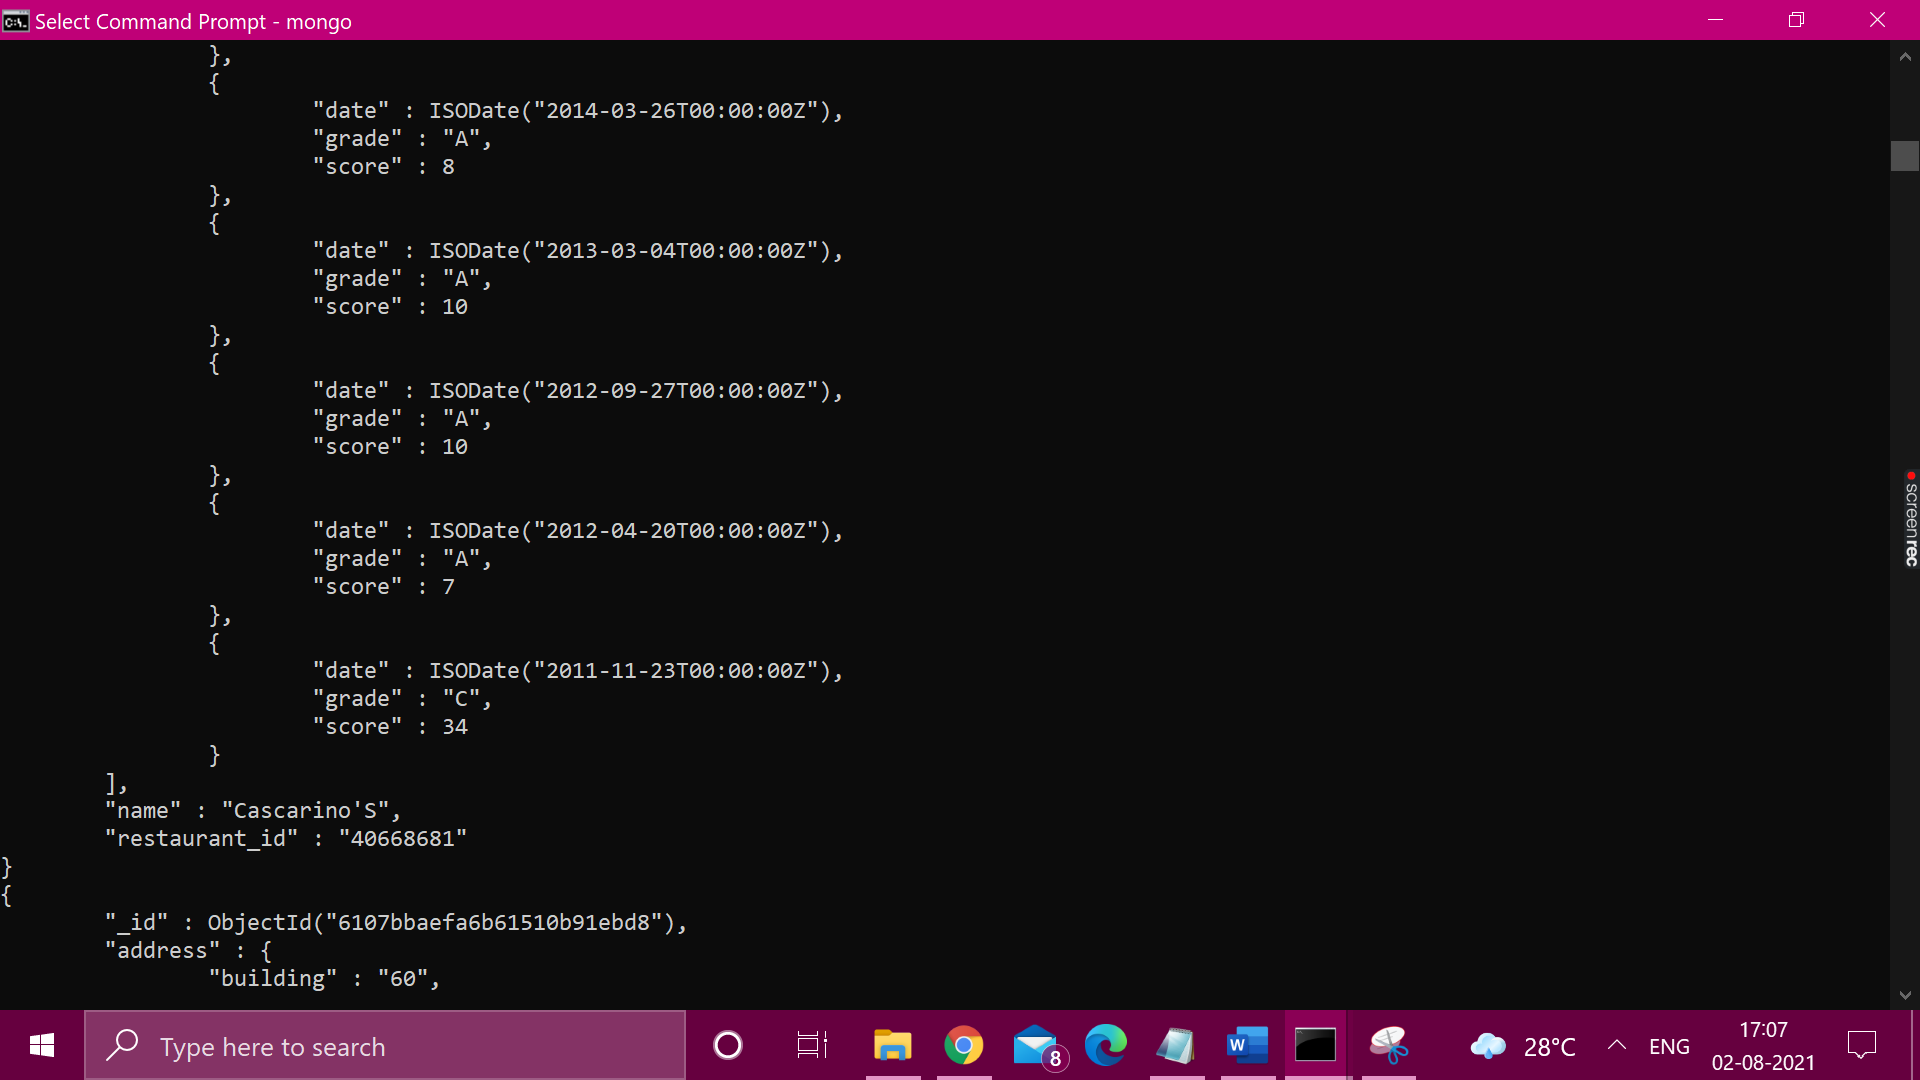 Select Command Prompt - mongo
},
{
"date" : ISODate("2014-03-26T00:00:00Z"),
"grade" : "A",
"score" : 8
},
{
"date" : ISODate("2013-03-04T00:00:00Z"),
"grade" : "A",
"score" : 10
},
{
"date" : ISODate("2012-09-27T00:00:00Z"),
"grade" : "A",
"score" : 10
},
{
"date" : ISODate("2012-04-20T00:00:00Z"),
"grade" : "A",
"score" : 7
},
{
"date" : ISODate("2011-11-23T00:00:00Z"),
"grade" : "C",
"score" : 34
}
],
"name" : "Cascarino'S",
"restaurant_id" : "40668681"
}
{
"_id" : ObjectId("6107bbaefa6b61510b91ebd8"),
"address" : {
"building" : "60",
screenrec
Type here to search
8
W
28°C
ENG
17:07
02-08-2021